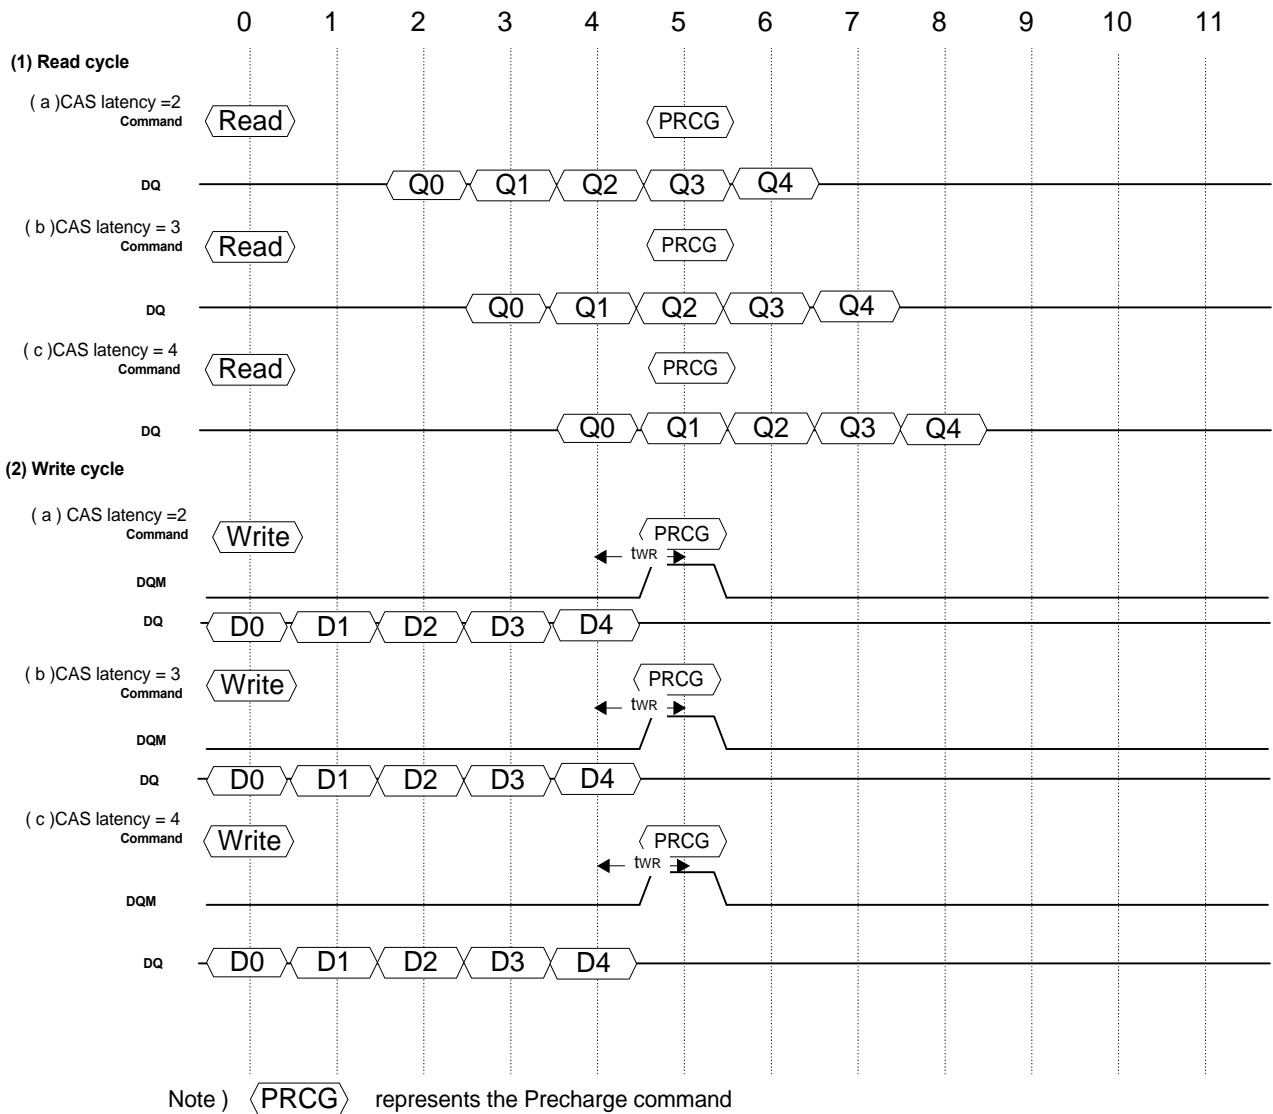 0 1 2 3 4 5 6 7 8 9 10 11
(1) Read cycle
( a )CAS latency =2
Command Read PRCG
DQ Q0 Q1 Q2 Q3 Q4
( b )CAS latency = 3
Command Read PRCG
DQ Q0 Q1 Q2 Q3 Q4
( c )CAS latency = 4
Command Read PRCG
DQ Q0 Q1 Q2 Q3 Q4
(2) Write cycle
( a ) CAS latency =2
Command Write PRCG
tWR
DQM
DQ D0 D1 D2 D3 D4
( b )CAS latency = 3
Command Write PRCG
tWR
DQM
DQ D0 D1 D2 D3 D4
( c )CAS latency = 4
Command Write PRCG
tWR
DQM
DQ D0 D1 D2 D3 D4
Note ) PRCG represents the Precharge command